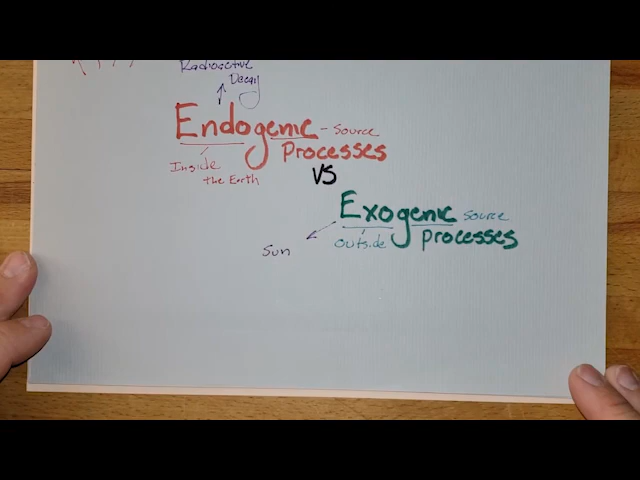 Radioactive
Decay
Endogenic - source
Processes
Inside
the Earth
VS
Exogenic source
processes
outside
Sun